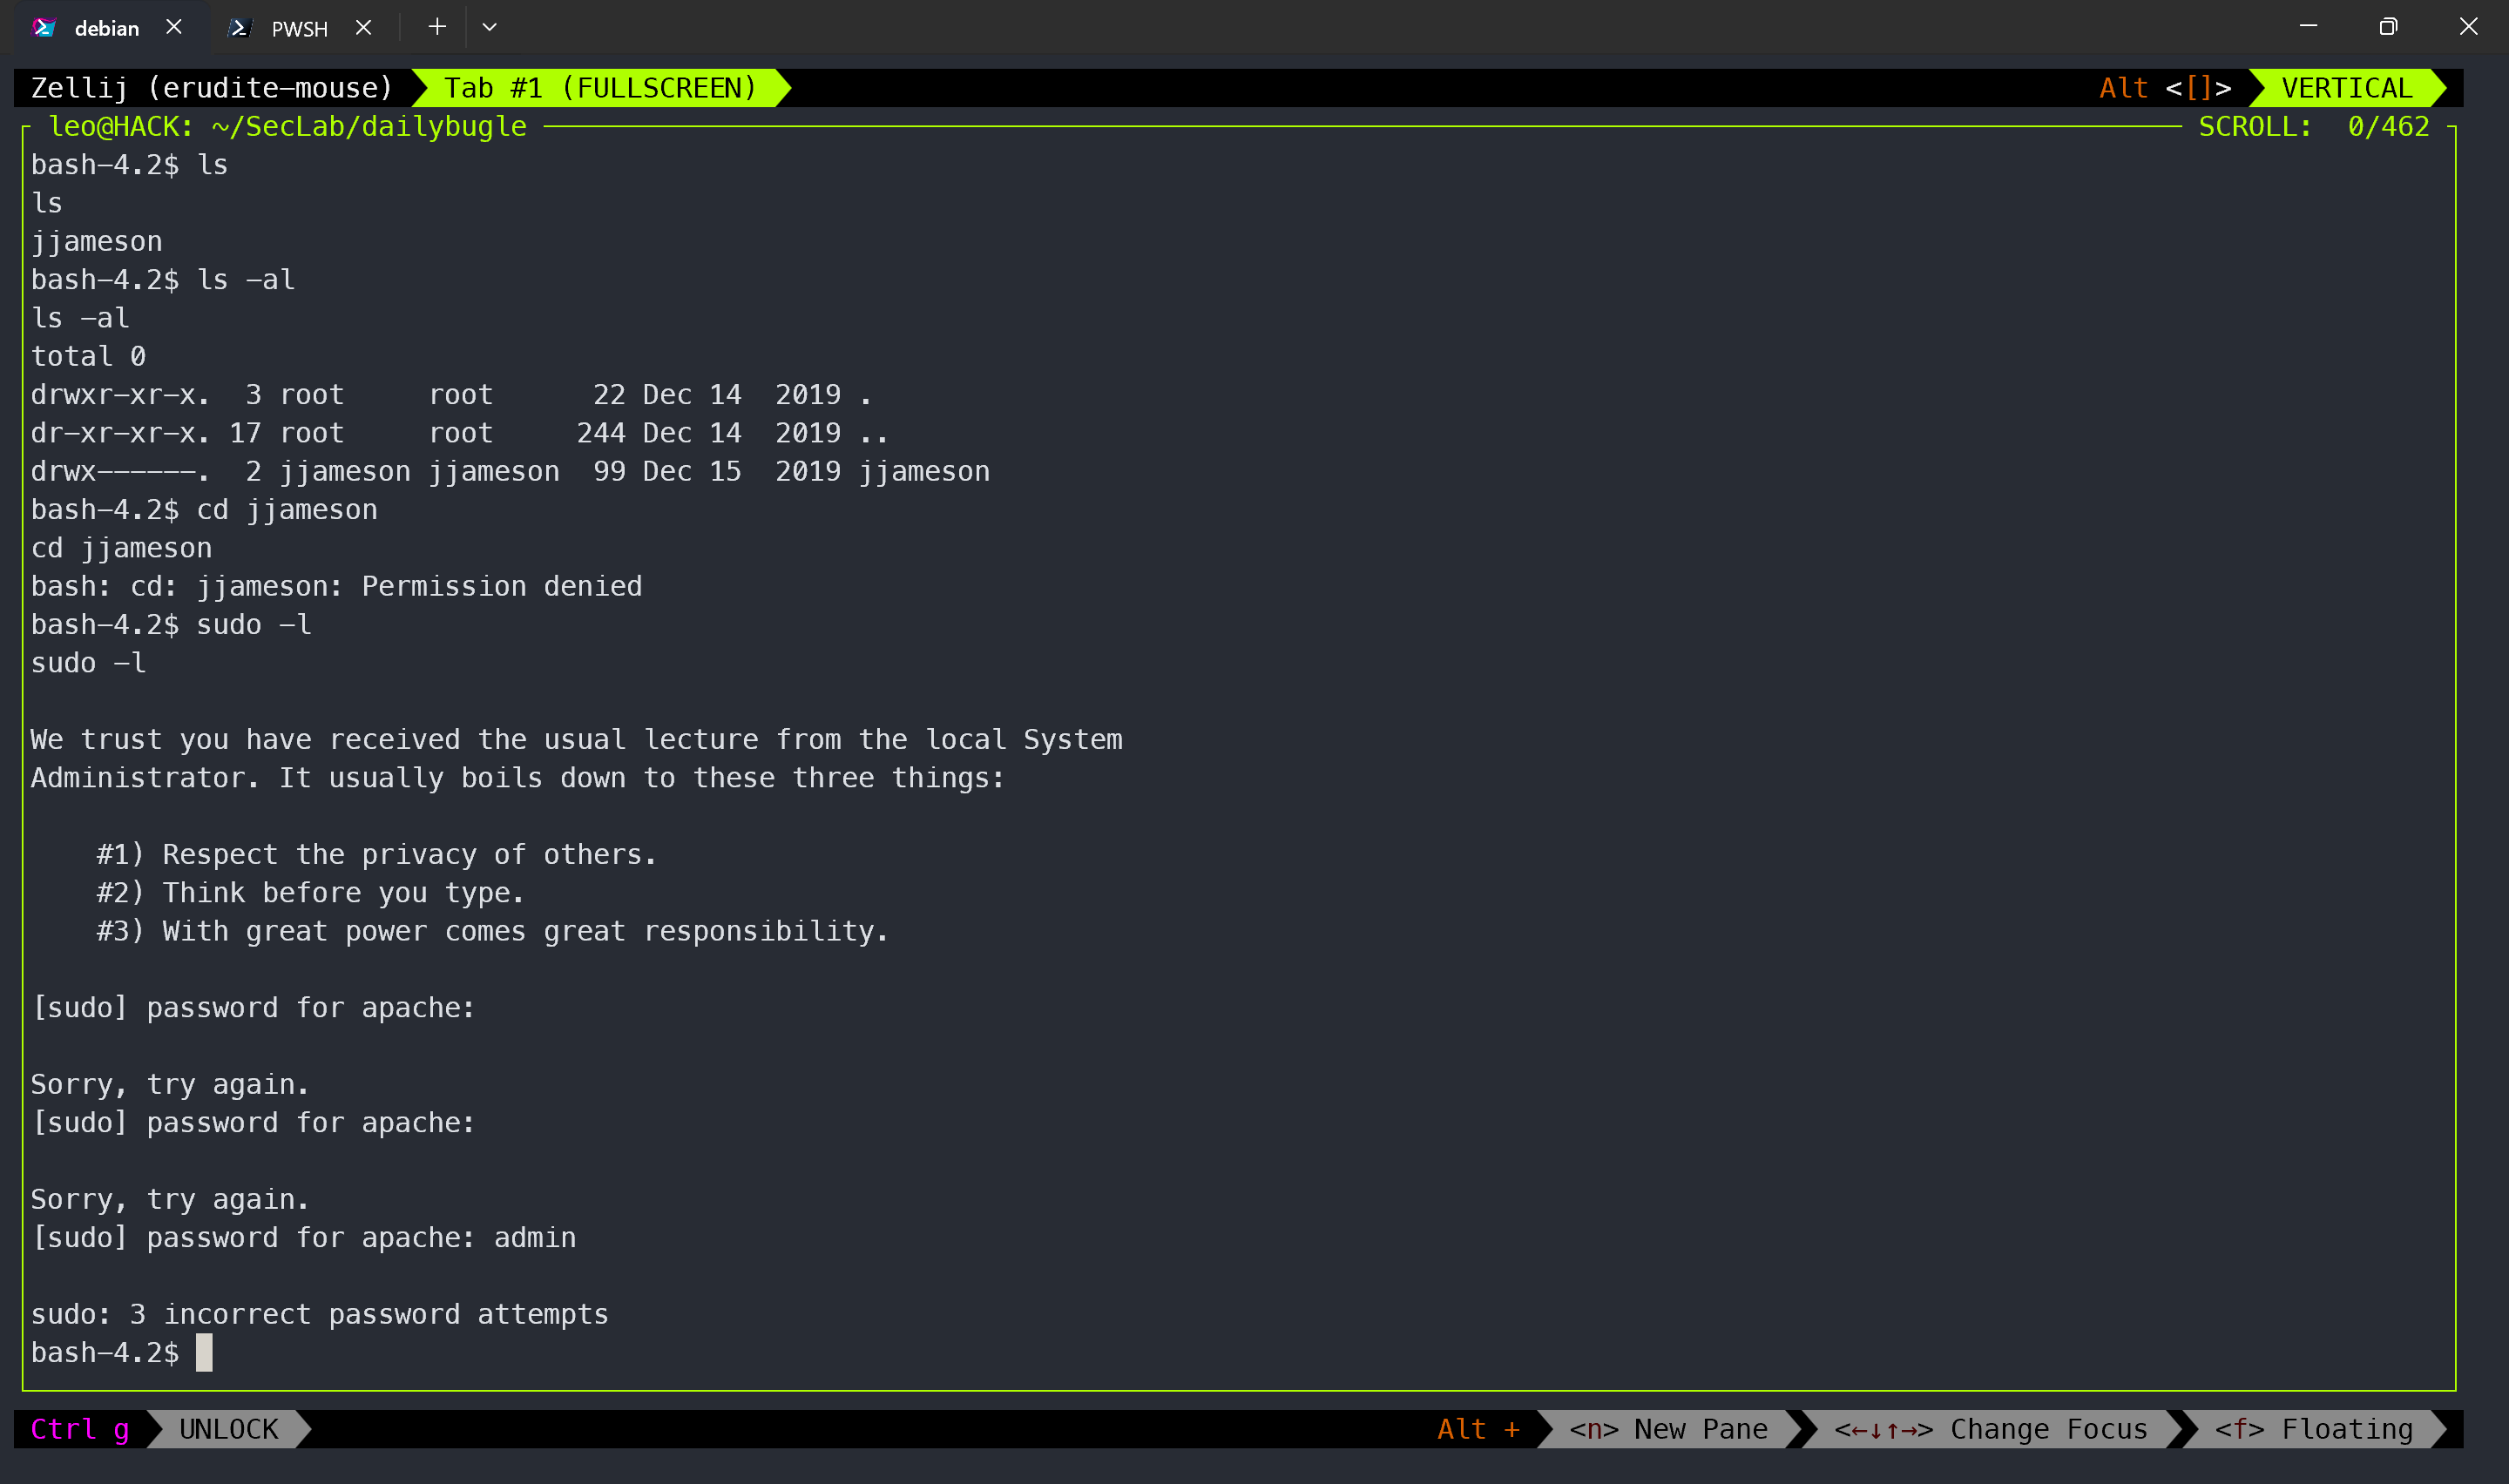 debian PWSH
Zellij (erudite-mouse) Tab #1 (FULLSCREEN) Alt <[]> VERTICAL
leo@HACK: ~/SecLab/dailybugle SCROLL: 0/462
bash-4.2$ ls
ls
jjameson
bash-4.2$ ls -al
ls -al
total 0
drwxr-xr-x.  3 root     root      22 Dec 14  2019 .
dr-xr-xr-x. 17 root     root     244 Dec 14  2019 ..
drwx------.  2 jjameson jjameson  99 Dec 15  2019 jjameson
bash-4.2$ cd jjameson
cd jjameson
bash: cd: jjameson: Permission denied
bash-4.2$ sudo -l
sudo -l
We trust you have received the usual lecture from the local System
Administrator. It usually boils down to these three things:
#1) Respect the privacy of others.
#2) Think before you type.
#3) With great power comes great responsibility.
[sudo] password for apache:
Sorry, try again.
[sudo] password for apache:
Sorry, try again.
[sudo] password for apache: admin
sudo: 3 incorrect password attempts
bash-4.2$
Ctrl g UNLOCK Alt + <n> New Pane <←↓↑→> Change Focus <f> Floating